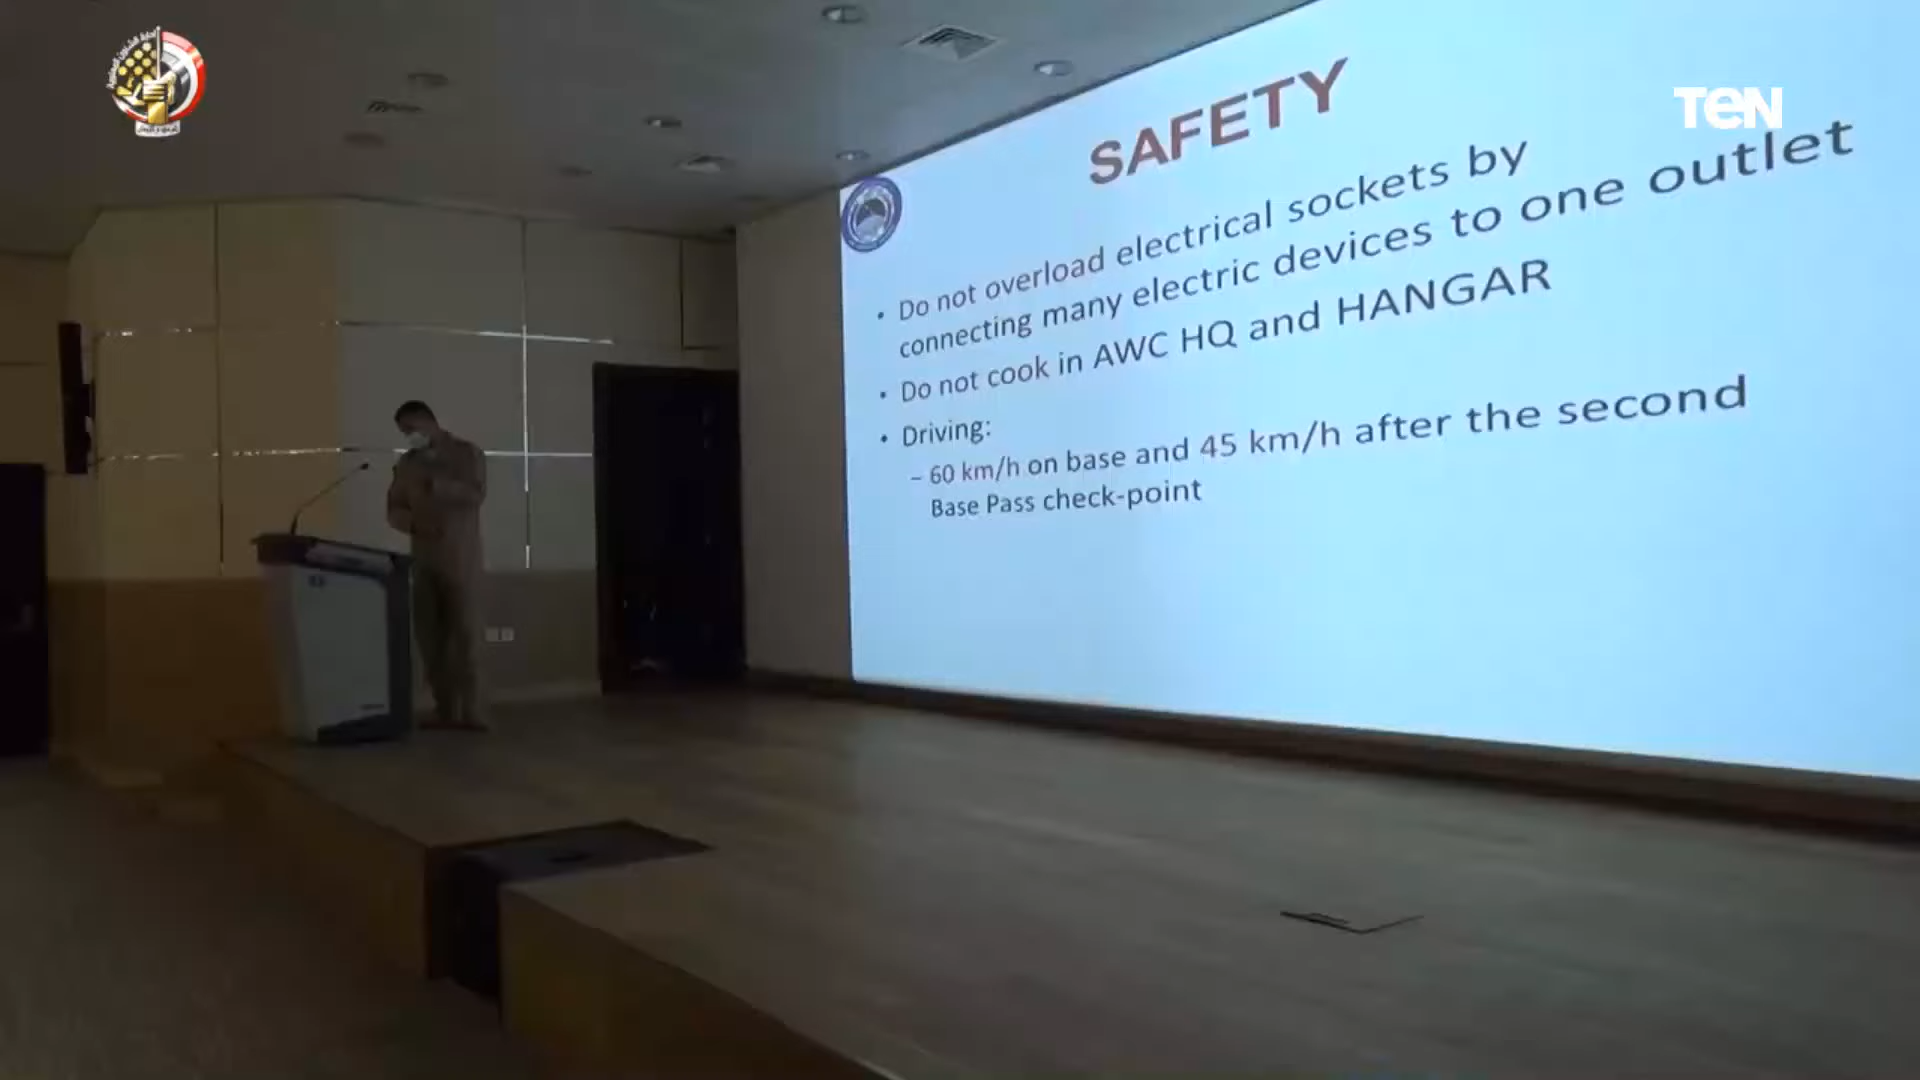 TeN
SAFETY
• Do not overload electrical sockets by
connecting many electric devices to one outlet
• Do not cook in AWC HQ and HANGAR
• Driving:
– 60 km/h on base and 45 km/h after the second
Base Pass check-point